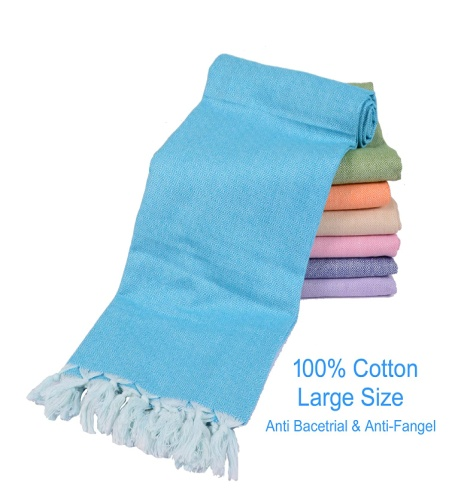 100% Cotton
Large Size
Anti Bacetrial & Anti-Fangel